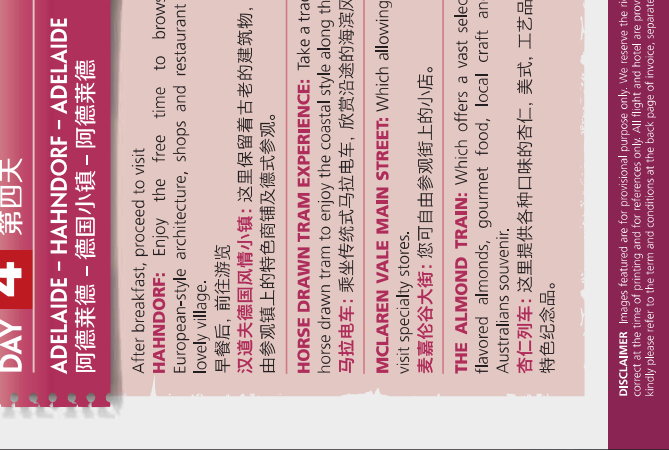 DAY 4 第四天
ADELAIDE – HAHNDORF – ADELAIDE
阿德莱德 – 德国小镇 – 阿德莱德
After breakfast, proceed to visit
HAHNDORF: Enjoy the free time to brows
European-style architecture, shops and restaurant
lovely village.
早餐后，前往游览
汉道夫德国风情小镇：这里保留着古老的建筑物，
由参观镇上的特色商铺及德式参观。
HORSE DRAWN TRAM EXPERIENCE: Take a tra
horse drawn tram to enjoy the coastal style along th
马拉电车：乘坐传统式马拉电车，欣赏沿途的海滨风
MCLAREN VALE MAIN STREET: Which allowing
visit specialty stores.
麦嘉伦谷大街：您可自由参观街上的小店。
THE ALMOND TRAIN: Which offers a vast selec
flavored almonds, gourmet food, local craft an
Australians souvenir.
杏仁列车：这里提供各种口味的杏仁，美式，工艺品
特色纪念品。
DISCLAIMER Images featured are for provisional purpose only. We reserve the ri
correct at the time of printing and for references only. All flight and hotel are prov
kindly please refer to the term and conditions at the back page of invoice, separate